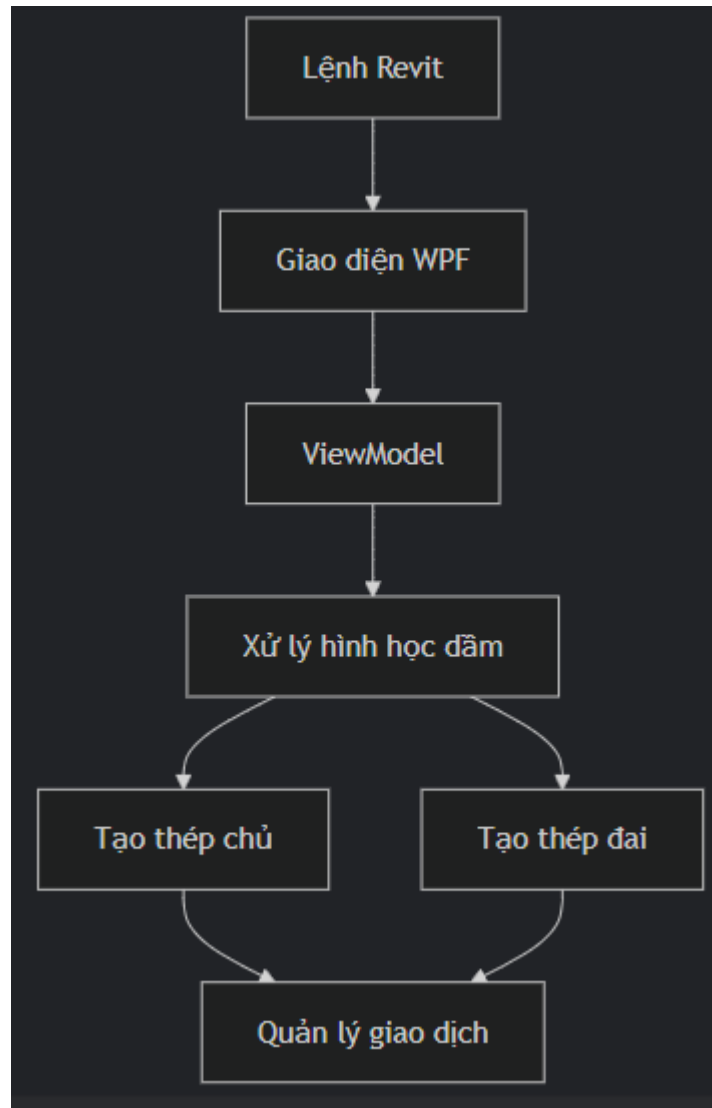 Lệnh Revit
Giao diện WPF
ViewModel
Xử lý hình học dầm
Tạo thép chủ
Tạo thép đai
Quản lý giao dịch